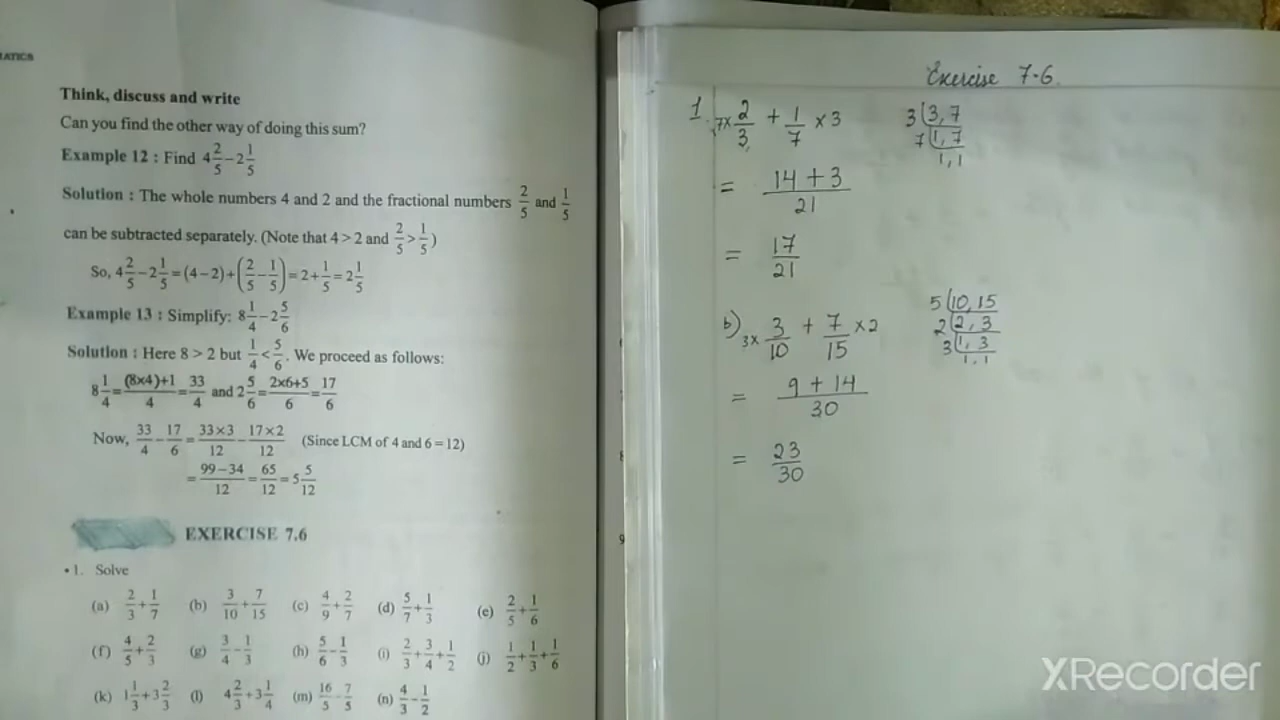 MATICS
Think, discuss and write
Can you find the other way of doing this sum?
Example 12 : Find 4 2/5 − 2 1/5
Solution : The whole numbers 4 and 2 and the fractional numbers 2/5 and 1/5
can be subtracted separately. (Note that 4 > 2 and 2/5 > 1/5)
So, 4 2/5 − 2 1/5 = (4 − 2) + (2/5 − 1/5) = 2 + 1/5 = 2 1/5
Example 13 : Simplify: 8 1/4 − 2 5/6
Solution : Here 8 > 2 but 1/4 < 5/6. We proceed as follows:
8 1/4 = (8×4)+1/4 = 33/4 and 2 5/6 = 2×6+5/6 = 17/6
Now, 33/4 − 17/6 = 33×3/12 − 17×2/12 (Since LCM of 4 and 6 = 12)
= 99−34/12 = 65/12 = 5 5/12
EXERCISE 7.6
1. Solve
(a) 2/3 + 1/7 (b) 3/10 + 7/15 (c) 4/9 + 2/7 (d) 5/7 + 1/3 (e) 2/5 + 1/6
(f) 4/5 + 2/3 (g) 3/4 − 1/3 (h) 5/6 − 1/3 (i) 2/3 + 3/4 + 1/2 (j) 1/2 + 1/3 + 1/6
(k) 1 1/3 + 3 2/3 (l) 4 2/3 + 3 1/4 (m) 16/5 − 7/5 (n) 4/3 − 1/2
9
Exercise 7.6
1. 7× 2/3 + 1/7 ×3
3 3, 7
7 1, 7
1, 1
= 14 + 3/21
= 17/21
b) 3× 3/10 + 7/15 ×2
5 10, 15
2 2, 3
3 1, 3
1, 1
= 9 + 14/30
= 23/30
XRecorder